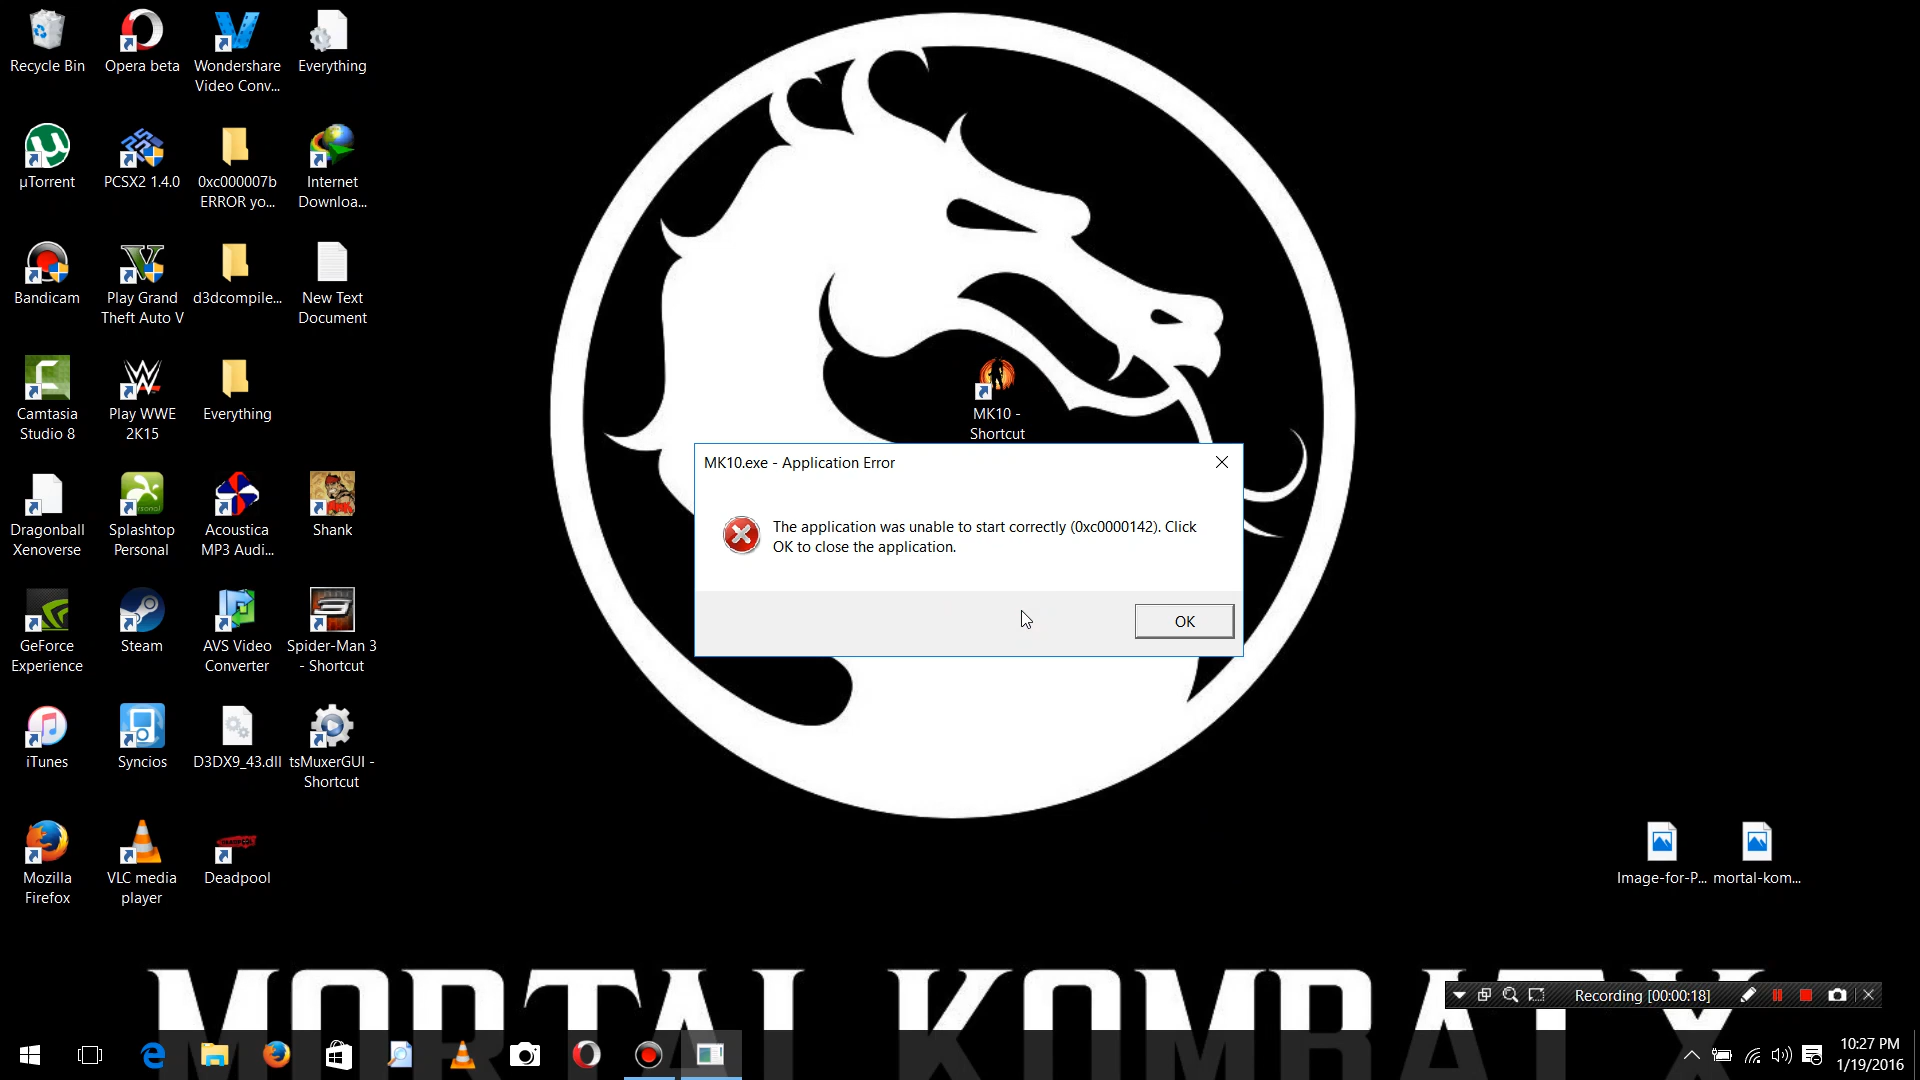 Recycle Bin
Opera beta
Wondershare
Video Conv...
Everything
µTorrent
PCSX2 1.4.0
0xc000007b
ERROR yo...
Internet
Downloa...
Bandicam
Play Grand
Theft Auto V
d3dcompile...
New Text
Document
Camtasia
Studio 8
Play WWE
2K15
Everything
MK10 -
Shortcut
Dragonball
Xenoverse
Splashtop
Personal
Acoustica
MP3 Audi...
Shank
GeForce
Experience
Steam
AVS Video
Converter
Spider-Man 3
- Shortcut
iTunes
Syncios
D3DX9_43.dll
tsMuxerGUI -
Shortcut
Mozilla
Firefox
VLC media
player
Deadpool
MK10.exe - Application Error
The application was unable to start correctly (0xc0000142). Click
OK to close the application.
OK
Image-for-P...
mortal-kom...
MORTAL KOMBAT X
Recording [00:00:18]
10:27 PM
1/19/2016